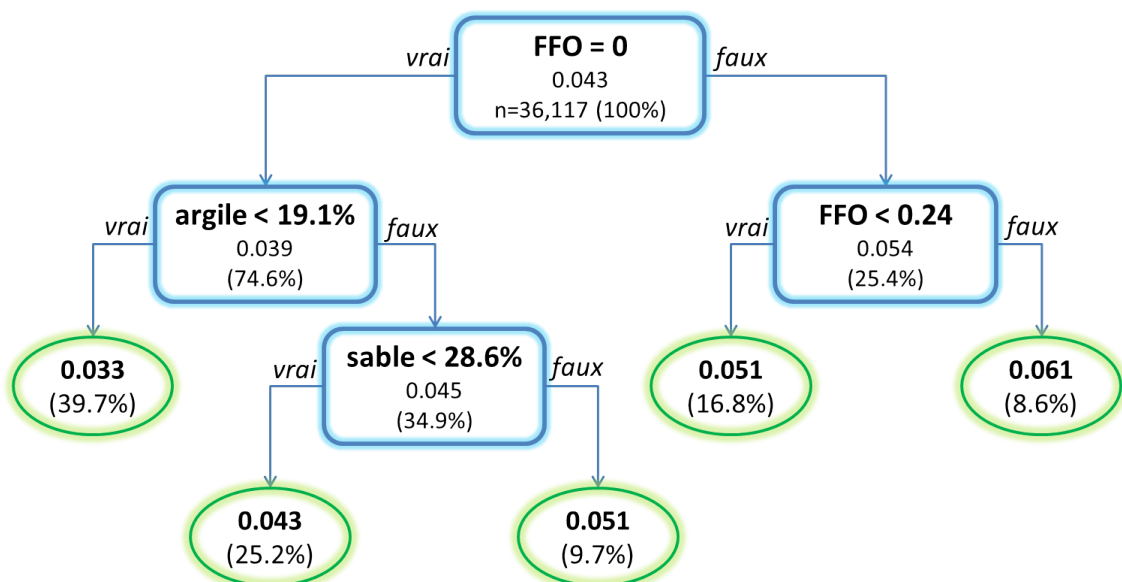 FFO = 0
vrai
faux
0.043
n=36,117 (100%)
argile < 19.1%
vrai
faux
0.039
(74.6%)
FFO < 0.24
vrai
faux
0.054
(25.4%)
0.033
(39.7%)
sable < 28.6%
vrai
faux
0.045
(34.9%)
0.051
(16.8%)
0.061
(8.6%)
0.043
(25.2%)
0.051
(9.7%)